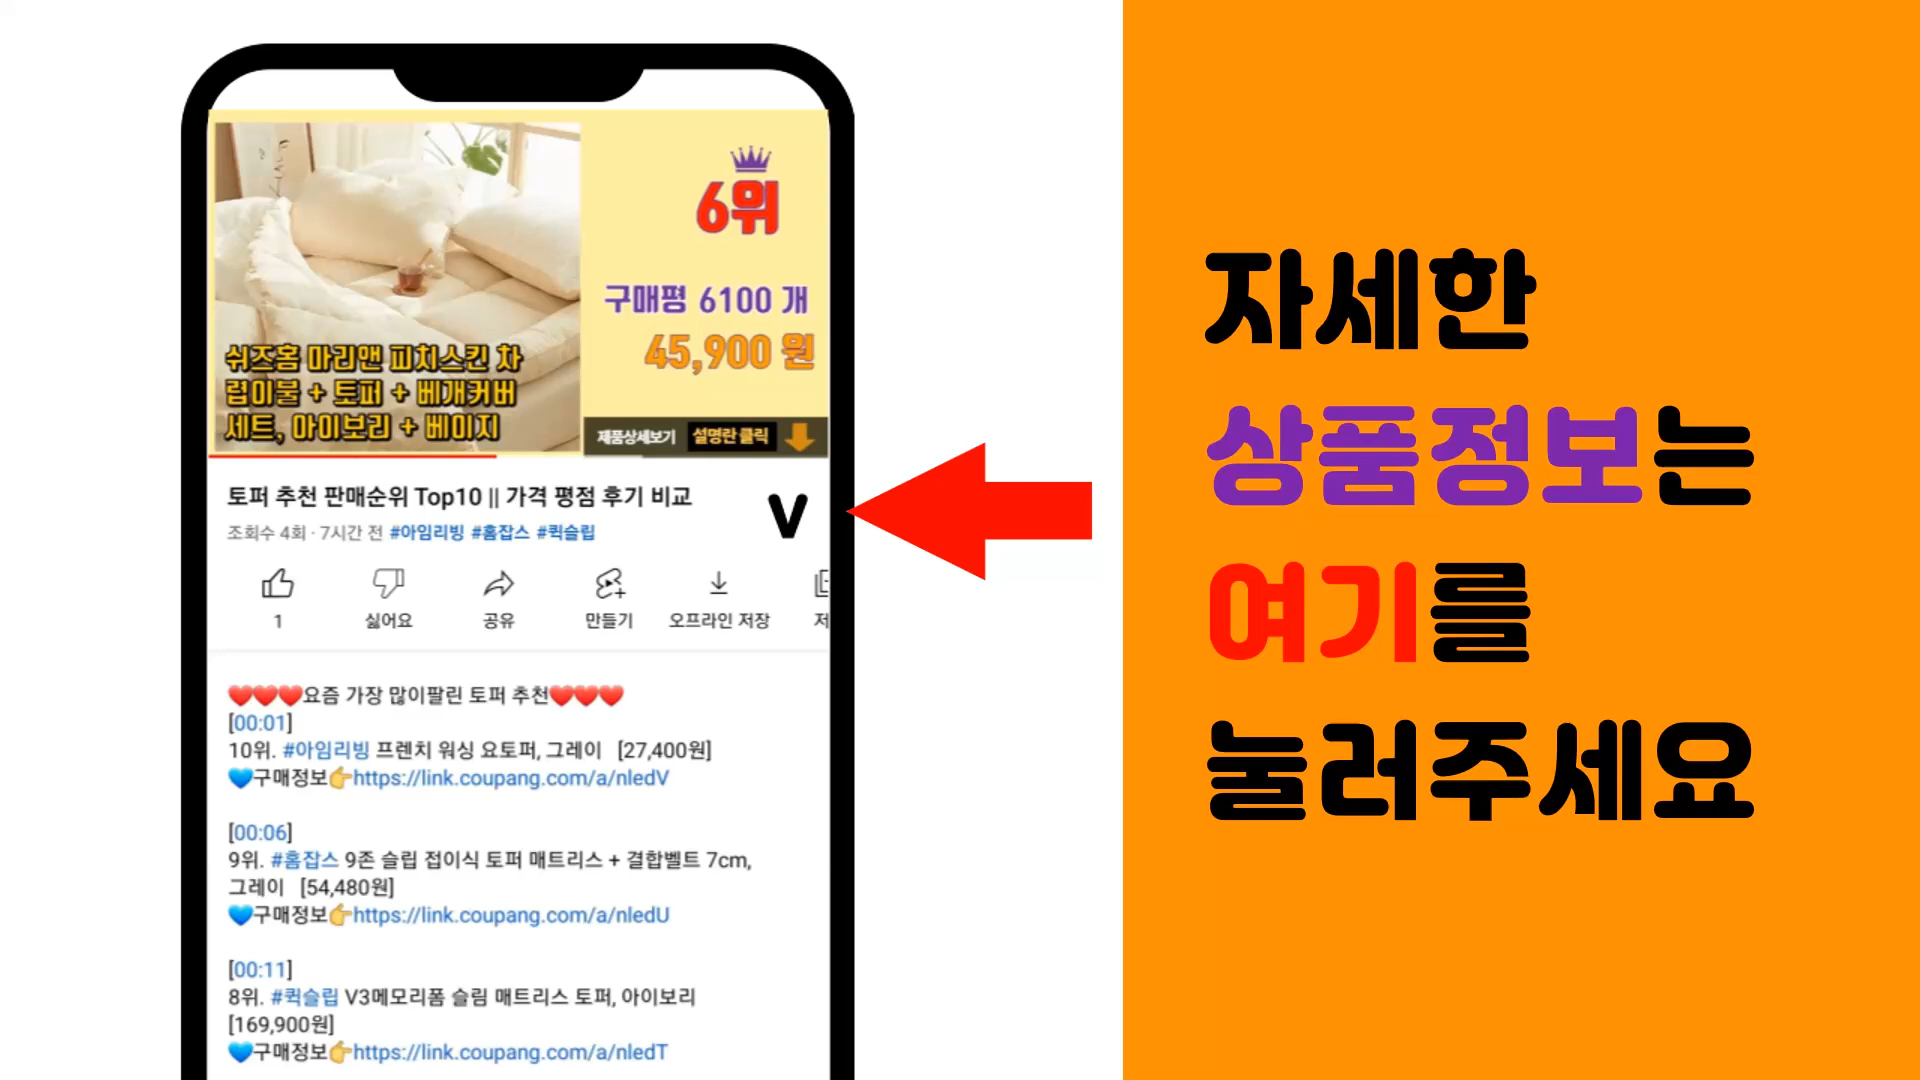 6위
구매평 6100 개
45,900 원
쉬즈홈 마리앤 피치스킨 차
렵이불 + 토퍼 + 베개커버
세트, 아이보리 + 베이지
제품상세보기 설명란 클릭
토퍼 추천 판매순위 Top10 || 가격 평점 후기 비교
V
조회수 4회 · 7시간 전 #아임리빙 #홈잡스 #퀵슬립
1 싫어요 공유 만들기 오프라인 저장 저
❤️❤️❤️요즘 가장 많이팔린 토퍼 추천❤️❤️❤️
[00:01]
10위. #아임리빙 프렌치 워싱 요토퍼, 그레이 [27,400원]
💙구매정보👉https://link.coupang.com/a/nledV
[00:06]
9위. #홈잡스 9존 슬립 접이식 토퍼 매트리스 + 결합벨트 7cm,
그레이 [54,480원]
💙구매정보👉https://link.coupang.com/a/nledU
[00:11]
8위. #퀵슬립 V3메모리폼 슬림 매트리스 토퍼, 아이보리
[169,900원]
💙구매정보👉https://link.coupang.com/a/nledT
자세한
상품정보는
여기를
눌러주세요